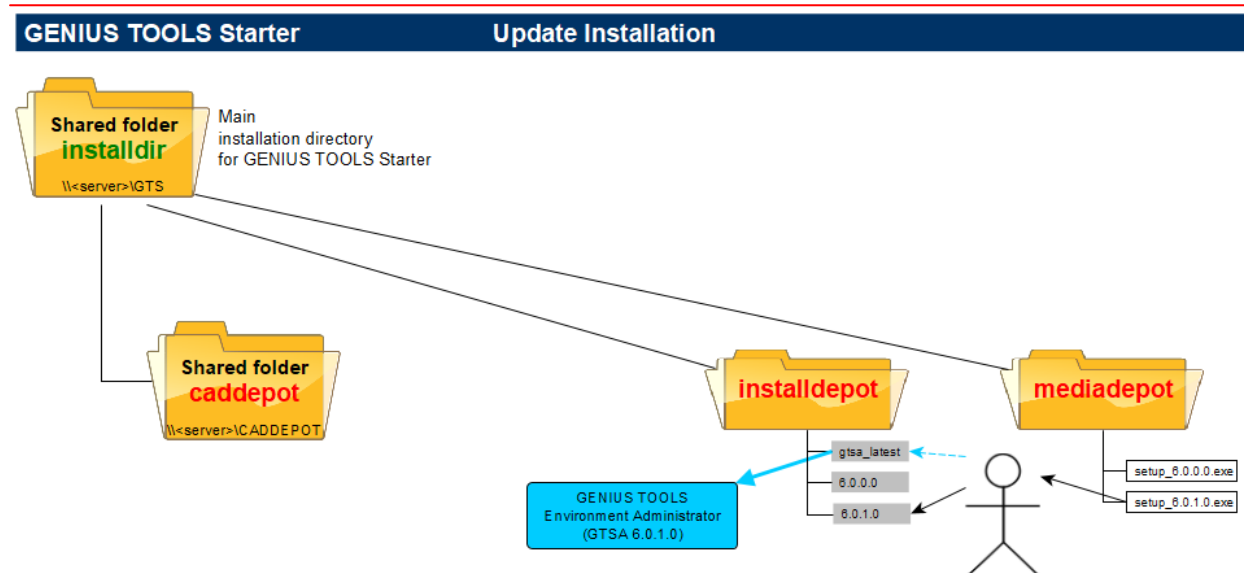 GENIUS TOOLS Starter
Update Installation
Shared folder
installdir
\\<server>\GTS
Main
installation directory
for GENIUS TOOLS Starter
Shared folder
caddepot
\\<server>\CADDEPOT
installdepot
mediadepot
gtsa_latest
6.0.0.0
6.0.1.0
setup_6.0.0.0.exe
setup_6.0.1.0.exe
GENIUS TOOLS
Environment Administrator
(GTSA 6.0.1.0)